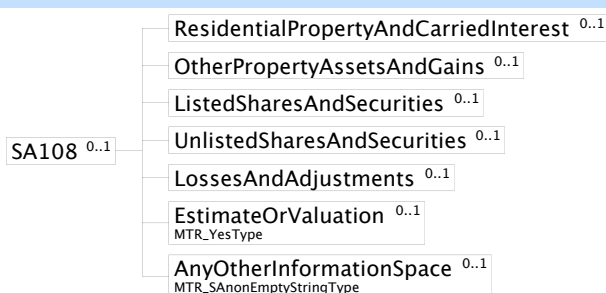 ResidentialPropertyAndCarriedInterest 0..1
OtherPropertyAssetsAndGains 0..1
ListedSharesAndSecurities 0..1
UnlistedSharesAndSecurities 0..1
SA108 0..1
LossesAndAdjustments 0..1
EstimateOrValuation 0..1
MTR_YesType
AnyOtherInformationSpace 0..1
MTR_SAnonEmptyStringType